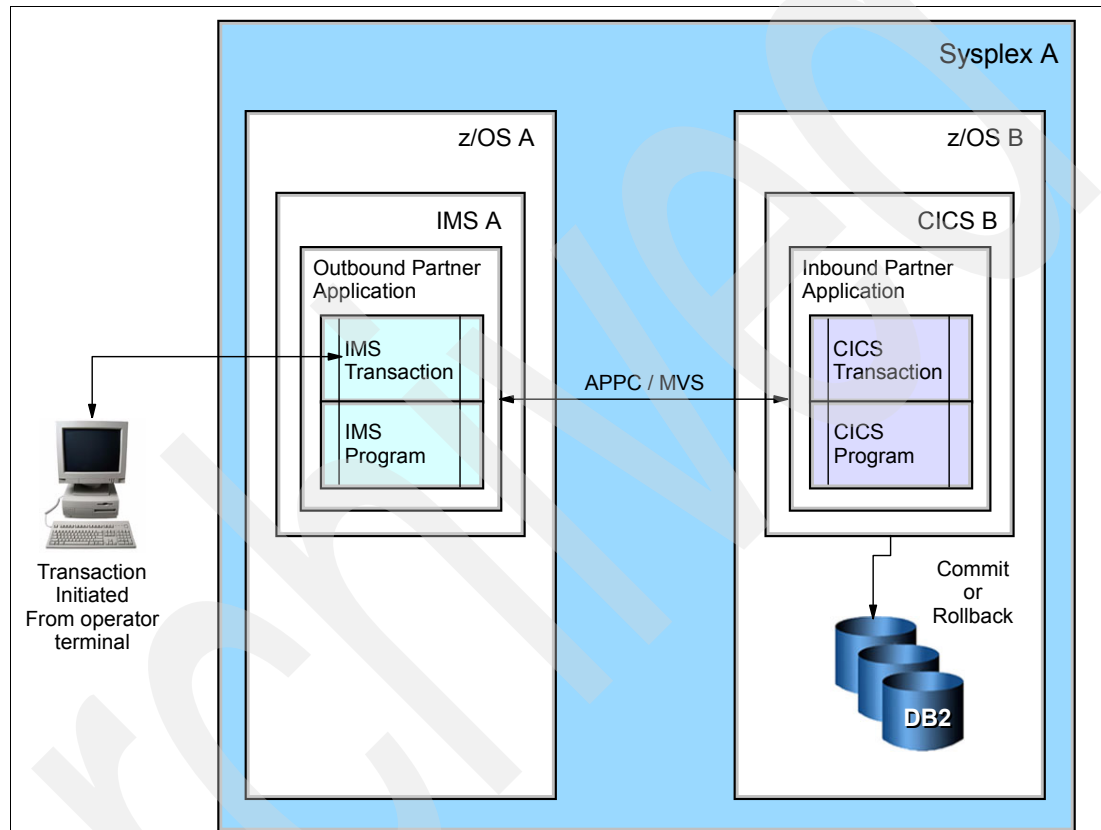 Sysplex A
z/OS A
z/OS B
IMS A
CICS B
Outbound Partner
Application
Inbound Partner
Application
IMS
Transaction
CICS
Transaction
APPC / MVS
IMS
Program
CICS
Program
Transaction
Initiated
From operator
terminal
Commit
or
Rollback
DB2